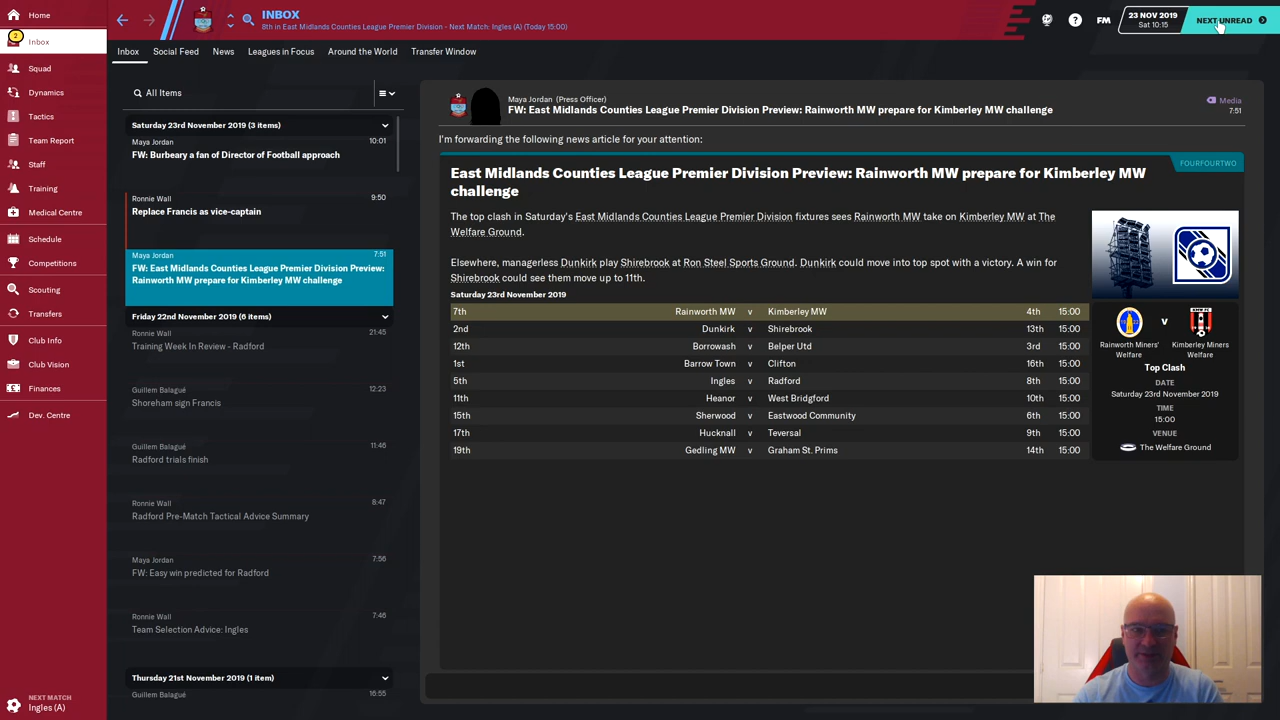 Home
2
Inbox
Squad
Dynamics
Tactics
Team Report
Staff
Training
Medical Centre
Schedule
Competitions
Scouting
Transfers
Club Info
Club Vision
Finances
Dev. Centre
NEXT MATCH
Ingles (A)
INBOX
8th in East Midlands Counties League Premier Division - Next Match: Ingles (A) (Today 15:00)
FM
23 NOV 2019
Sat 10:15
NEXT UNREAD
Inbox Social Feed News Leagues in Focus Around the World Transfer Window
All Items
Saturday 23rd November 2019 (3 items)
Maya Jordan 10:01
FW: Burbeary a fan of Director of Football approach
Ronnie Wall 9:50
Replace Francis as vice-captain
Maya Jordan 7:51
FW: East Midlands Counties League Premier Division Preview:
Rainworth MW prepare for Kimberley MW challenge
Friday 22nd November 2019 (6 items)
Ronnie Wall 21:45
Training Week In Review - Radford
Guillem Balagué 12:23
Shoreham sign Francis
Guillem Balagué 11:46
Radford trials finish
Ronnie Wall 8:47
Radford Pre-Match Tactical Advice Summary
Maya Jordan 7:56
FW: Easy win predicted for Radford
Ronnie Wall 7:46
Team Selection Advice: Ingles
Thursday 21st November 2019 (1 item)
Guillem Balagué 16:55
Maya Jordan (Press Officer)
FW: East Midlands Counties League Premier Division Preview: Rainworth MW prepare for Kimberley MW challenge
Media
7:51
I'm forwarding the following news article for your attention:
FOURFOURTWO
East Midlands Counties League Premier Division Preview: Rainworth MW prepare for Kimberley MW
challenge
The top clash in Saturday's East Midlands Counties League Premier Division fixtures sees Rainworth MW take on Kimberley MW at The
Welfare Ground.
Elsewhere, managerless Dunkirk play Shirebrook at Ron Steel Sports Ground. Dunkirk could move into top spot with a victory. A win for
Shirebrook could see them move up to 11th.
Saturday 23rd November 2019
7th Rainworth MW v Kimberley MW 4th 15:00
2nd Dunkirk v Shirebrook 13th 15:00
12th Borrowash v Belper Utd 3rd 15:00
1st Barrow Town v Clifton 16th 15:00
5th Ingles v Radford 8th 15:00
11th Heanor v West Bridgford 10th 15:00
15th Sherwood v Eastwood Community 6th 15:00
17th Hucknall v Teversal 9th 15:00
19th Gedling MW v Graham St. Prims 14th 15:00
v
Rainworth Miners' Welfare
Kimberley Miners Welfare
Top Clash
DATE
Saturday 23rd November 2019
TIME
15:00
VENUE
The Welfare Ground